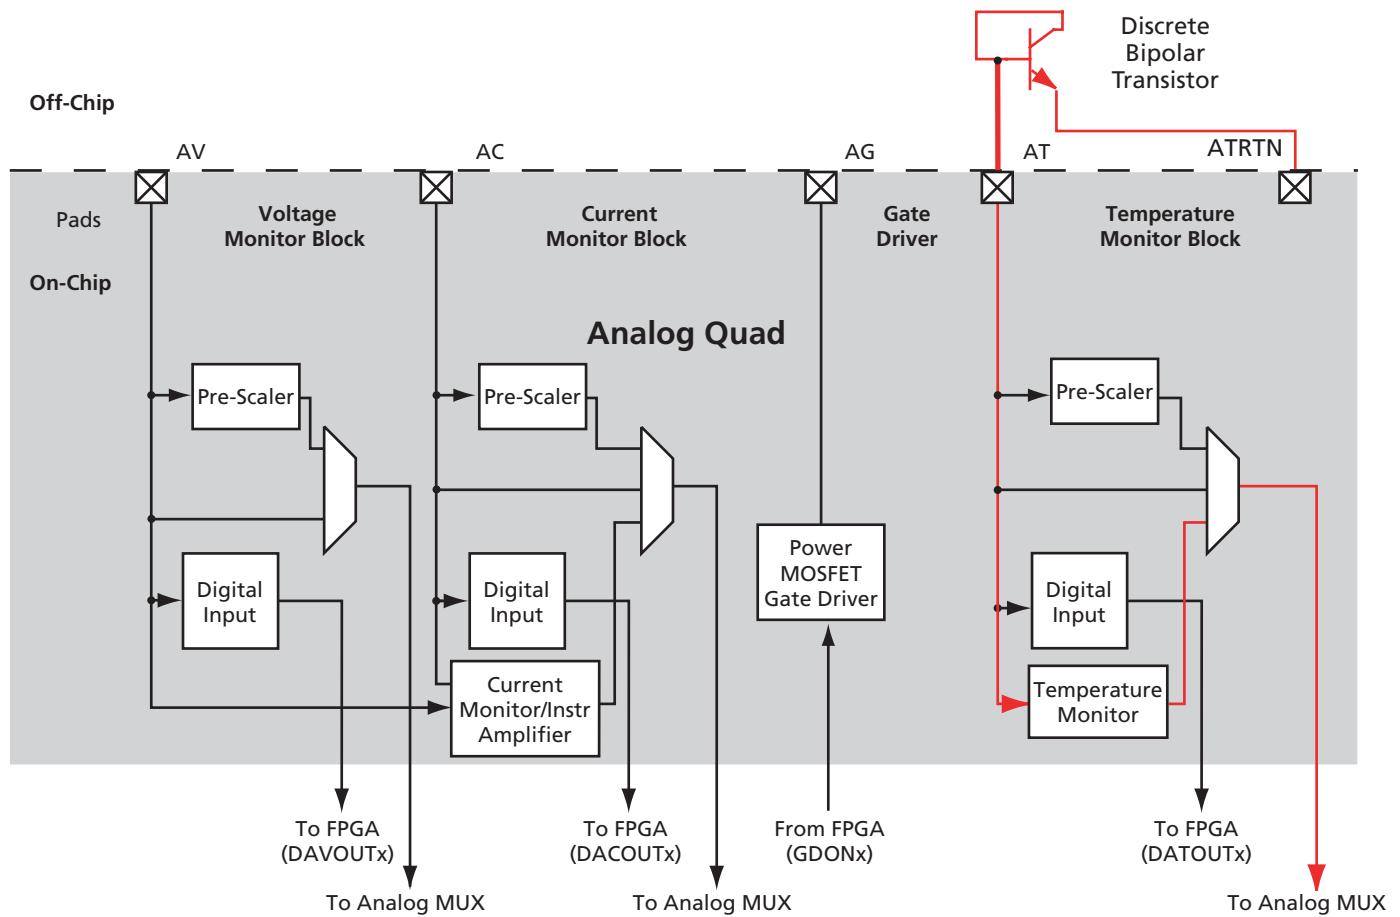 Discrete
Bipolar
Transistor
Off-Chip
AV
AC
AG
AT
ATRTN
Pads
Voltage
Monitor Block
Current
Monitor Block
Gate
Driver
Temperature
Monitor Block
On-Chip
Analog Quad
Pre-Scaler
Pre-Scaler
Pre-Scaler
Power
MOSFET
Gate Driver
Digital
Input
Digital
Input
Digital
Input
Current
Monitor/Instr
Amplifier
Temperature
Monitor
To FPGA
(DAVOUTx)
To FPGA
(DACOUTx)
From FPGA
(GDONx)
To FPGA
(DATOUTx)
To Analog MUX
To Analog MUX
To Analog MUX